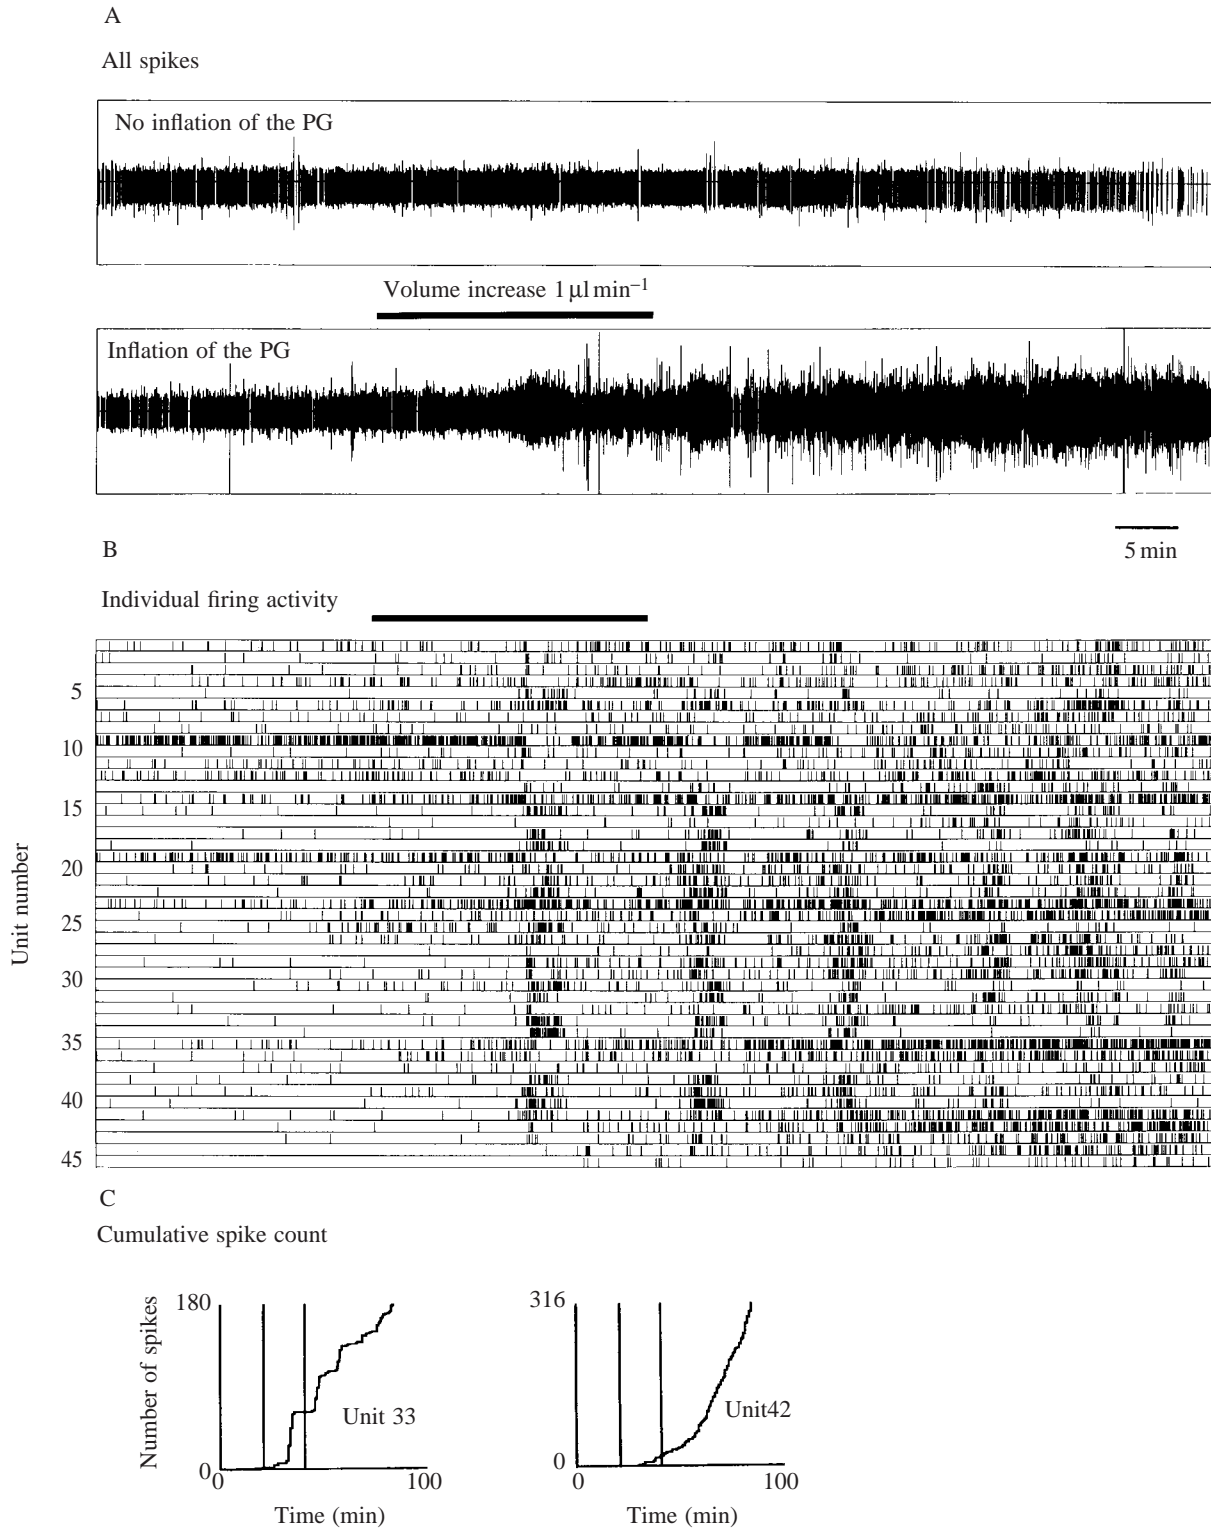 A
All spikes
No inflation of the PG
Volume increase 1 µl min⁻¹
Inflation of the PG
5 min
B
Individual firing activity
Unit number
5
10
15
20
25
30
35
40
45
C
Cumulative spike count
Number of spikes
180
0
Unit 33
0
100
Time (min)
316
0
Unit42
0
100
Time (min)